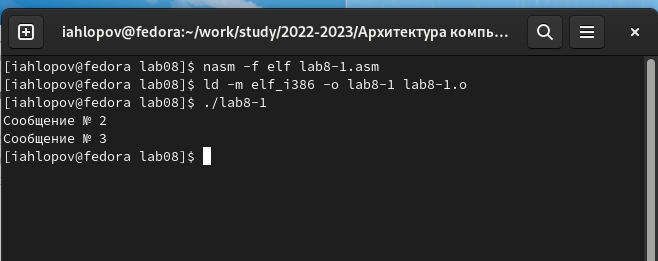 iahlopov@fedora:~/work/study/2022-2023/Архитектура компь...
[iahlopov@fedora lab08]$ nasm -f elf lab8-1.asm
[iahlopov@fedora lab08]$ ld -m elf_i386 -o lab8-1 lab8-1.o
[iahlopov@fedora lab08]$ ./lab8-1
Сообщение № 2
Сообщение № 3
[iahlopov@fedora lab08]$